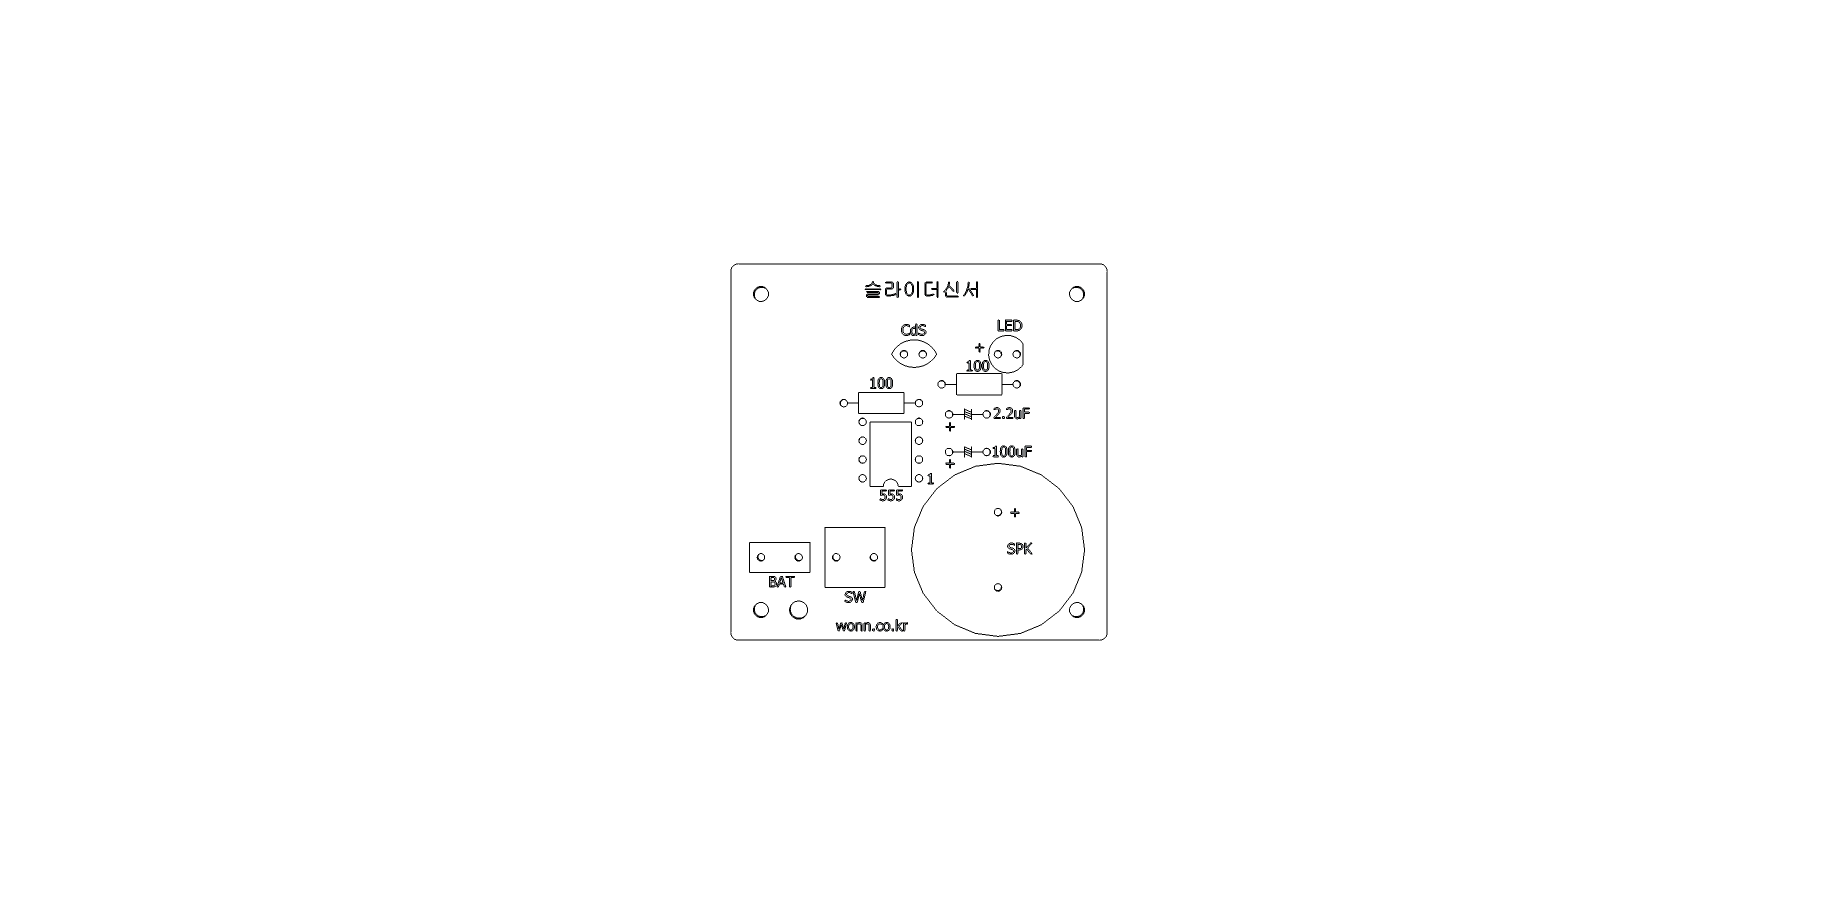 슬라이더신서
CdS
LED
+
100
100
2.2uF
+
100uF
+
1
555
+
SPK
BAT
SW
wonn.co.kr